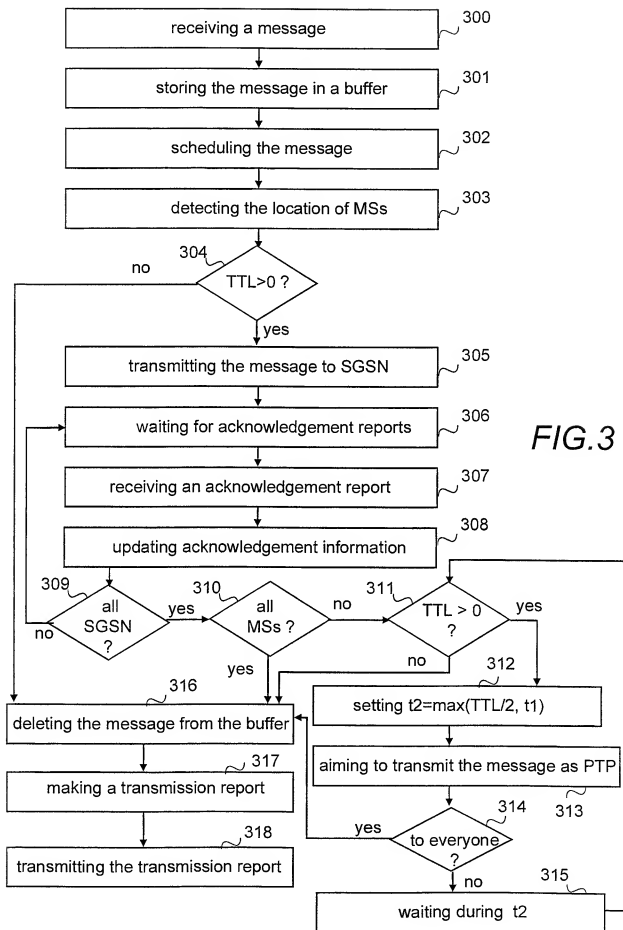 receiving a message
300
storing the message in a buffer
301
scheduling the message
302
detecting the location of MSs
303
304
no
TTL>0 ?
yes
transmitting the message to SGSN
305
waiting for acknowledgement reports
306
FIG.3
receiving an acknowledgement report
307
updating acknowledgement information
308
309
all
SGSN
?
no
yes
310
all
MSs ?
no
yes
311
TTL > 0
?
yes
no
312
setting t2=max(TTL/2, t1)
316
deleting the message from the buffer
aiming to transmit the message as PTP
313
317
making a transmission report
314
to everyone
?
yes
no
318
transmitting the transmission report
315
waiting during t2